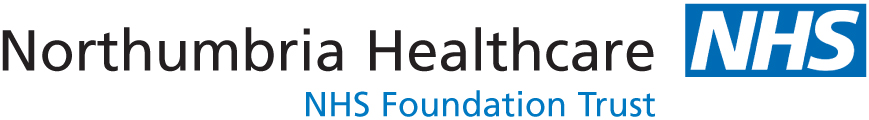 Northumbria Healthcare NHS
NHS Foundation Trust